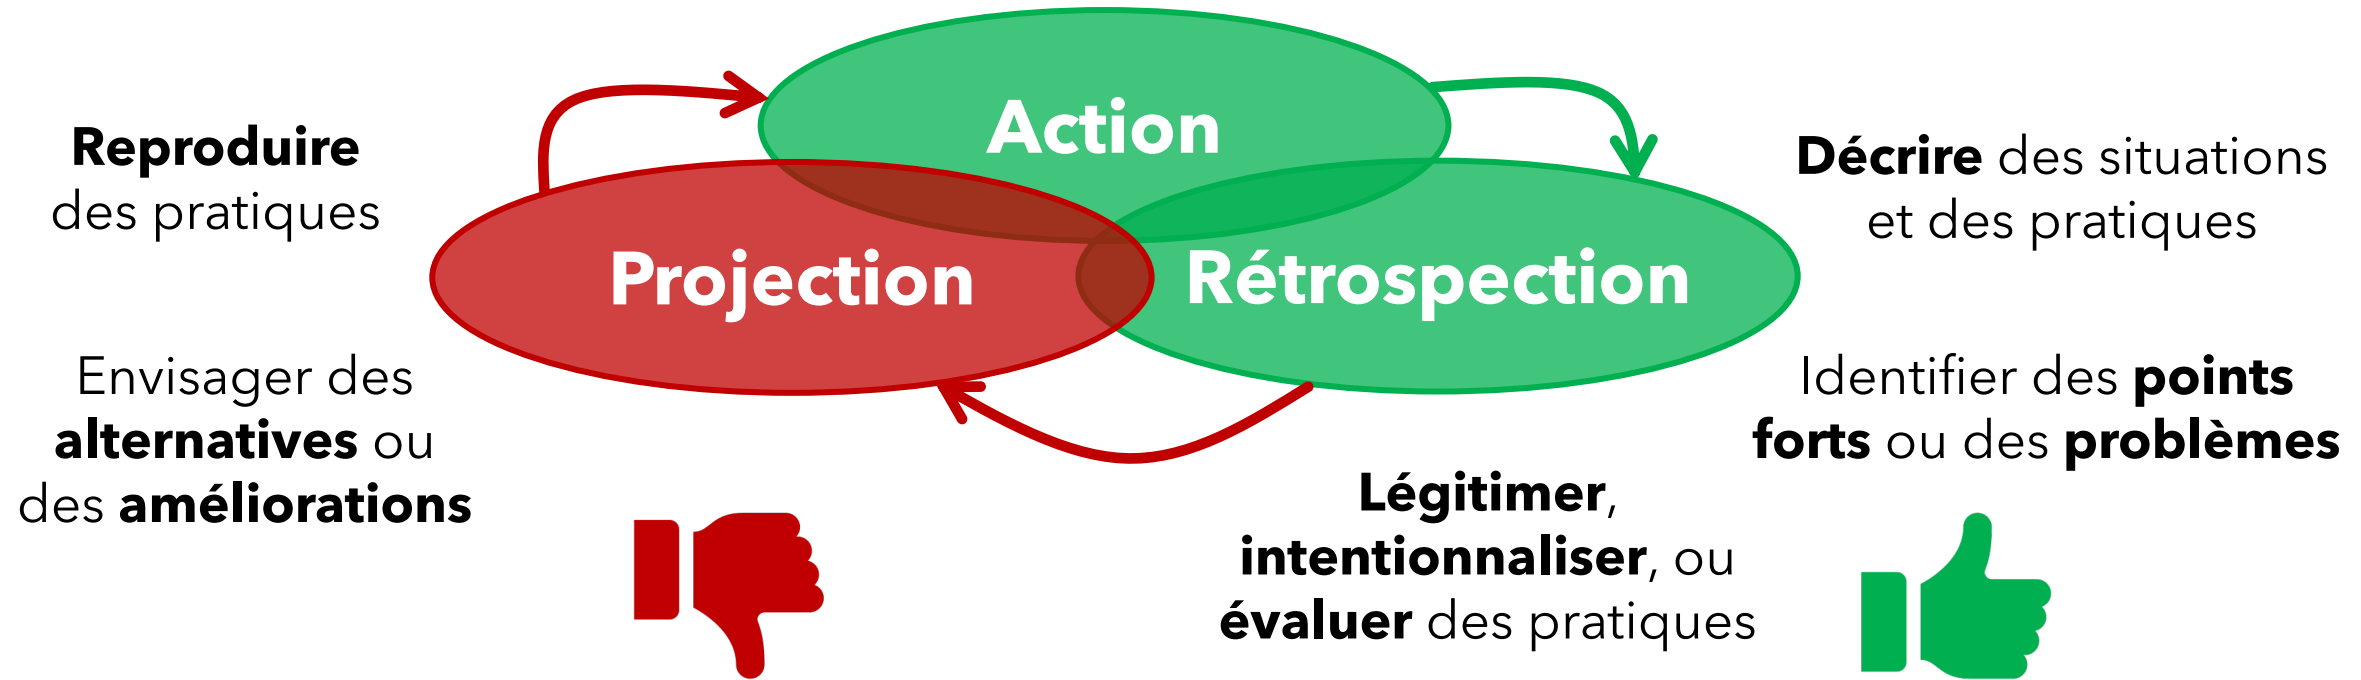 Action
Projection
Rétrospection
Reproduire
des pratiques
Envisager des
alternatives ou
des améliorations
Décrire des situations
et des pratiques
Identifier des points
forts ou des problèmes
Légitimer,
intentionnaliser, ou
évaluer des pratiques